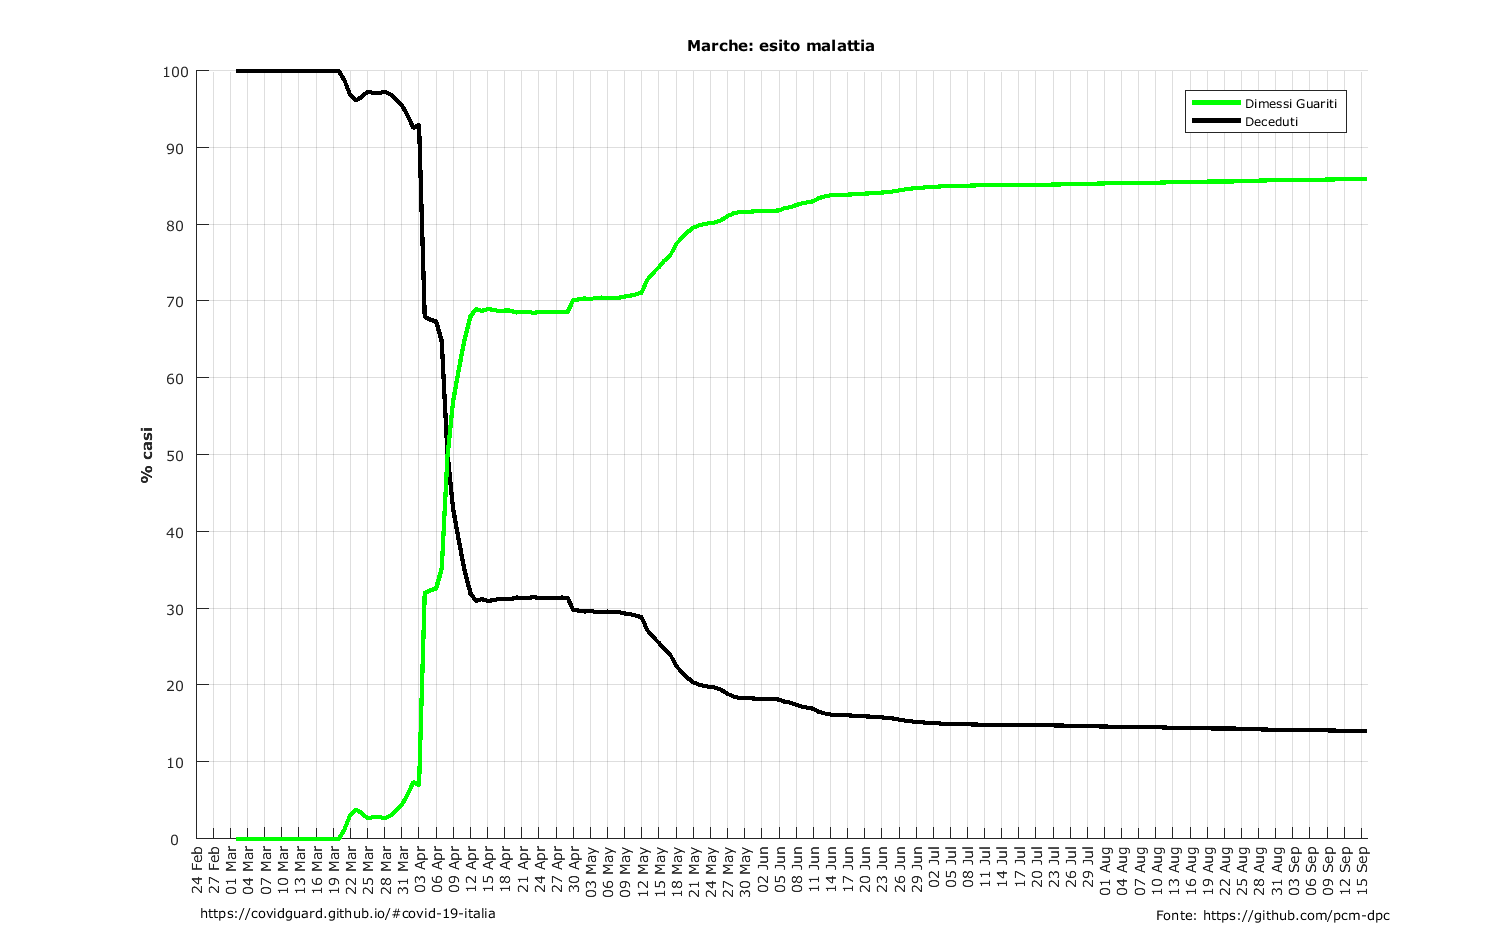 Marche: esito malattia
100
90
80
70
60
50
40
30
20
10
0
% casi
Dimessi Guariti
Deceduti
24 Feb
27 Feb
01 Mar
04 Mar
07 Mar
10 Mar
13 Mar
16 Mar
19 Mar
22 Mar
25 Mar
28 Mar
31 Mar
03 Apr
06 Apr
09 Apr
12 Apr
15 Apr
18 Apr
21 Apr
24 Apr
27 Apr
30 Apr
03 May
06 May
09 May
12 May
15 May
18 May
21 May
24 May
27 May
30 May
02 Jun
05 Jun
08 Jun
11 Jun
14 Jun
17 Jun
20 Jun
23 Jun
26 Jun
29 Jun
02 Jul
05 Jul
08 Jul
11 Jul
14 Jul
17 Jul
20 Jul
23 Jul
26 Jul
29 Jul
01 Aug
04 Aug
07 Aug
10 Aug
13 Aug
16 Aug
19 Aug
22 Aug
25 Aug
28 Aug
31 Aug
03 Sep
06 Sep
09 Sep
12 Sep
15 Sep
https://covidguard.github.io/#covid-19-italia
Fonte: https://github.com/pcm-dpc